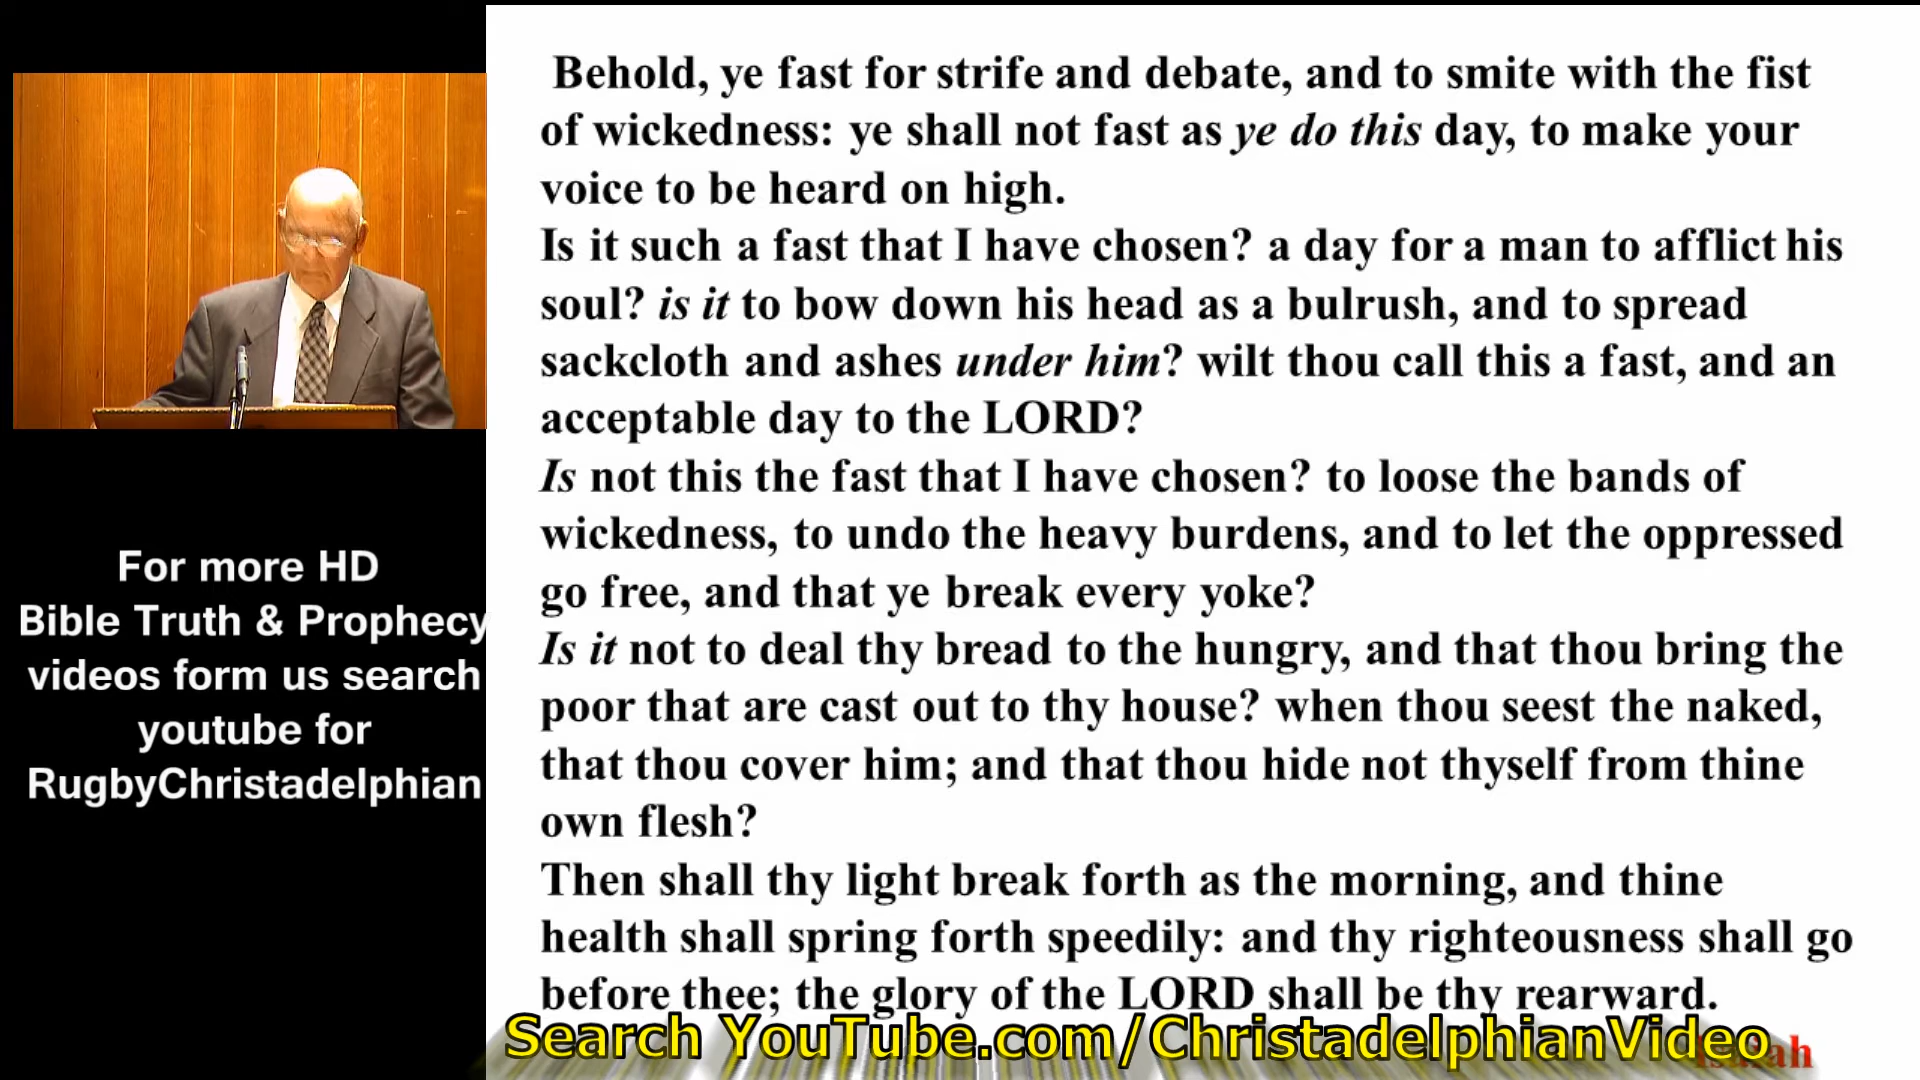 Behold, ye fast for strife and debate, and to smite with the fist
of wickedness: ye shall not fast as ye do this day, to make your
voice to be heard on high.
Is it such a fast that I have chosen? a day for a man to afflict his
soul? is it to bow down his head as a bulrush, and to spread
sackcloth and ashes under him? wilt thou call this a fast, and an
acceptable day to the LORD?
Is not this the fast that I have chosen? to loose the bands of
wickedness, to undo the heavy burdens, and to let the oppressed
go free, and that ye break every yoke?
Is it not to deal thy bread to the hungry, and that thou bring the
poor that are cast out to thy house? when thou seest the naked,
that thou cover him; and that thou hide not thyself from thine
own flesh?
Then shall thy light break forth as the morning, and thine
health shall spring forth speedily: and thy righteousness shall go
before thee; the glory of the LORD shall be thy rearward.
For more HD
Bible Truth & Prophecy
videos form us search
youtube for
RugbyChristadelphian
Search YouTube.com/ChristadelphianVideo